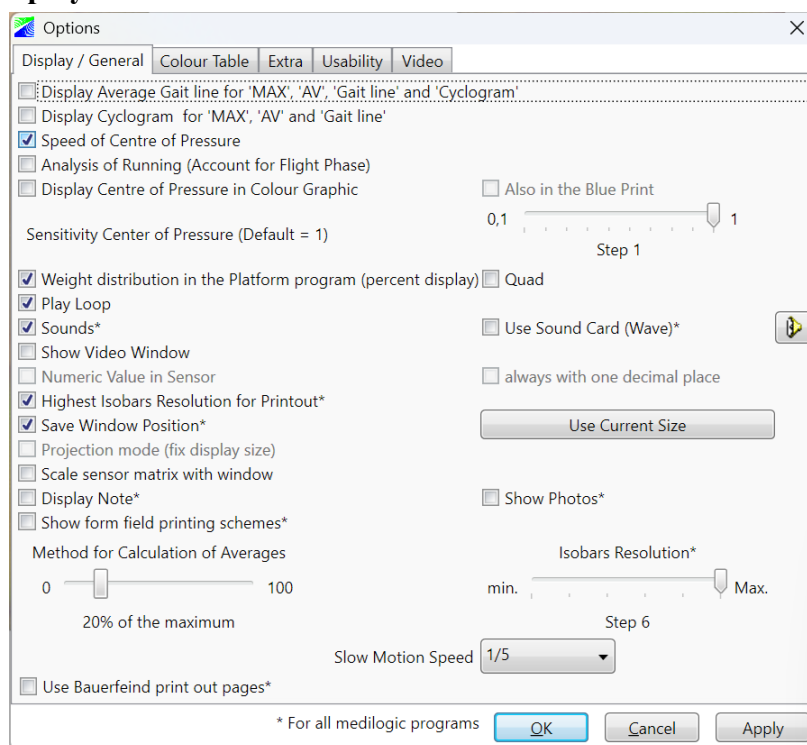 Options
Display / General Colour Table Extra Usability Video
Display Average Gait line for 'MAX', 'AV', 'Gait line' and 'Cyclogram'
Display Cyclogram for 'MAX', 'AV' and 'Gait line'
Speed of Centre of Pressure
Analysis of Running (Account for Flight Phase)
Display Centre of Pressure in Colour Graphic Also in the Blue Print
0,1 1
Sensitivity Center of Pressure (Default = 1)
Step 1
Weight distribution in the Platform program (percent display) Quad
Play Loop
Sounds* Use Sound Card (Wave)*
Show Video Window
Numeric Value in Sensor always with one decimal place
Highest Isobars Resolution for Printout*
Save Window Position* Use Current Size
Projection mode (fix display size)
Scale sensor matrix with window
Display Note* Show Photos*
Show form field printing schemes*
Method for Calculation of Averages Isobars Resolution*
0 100 min. Max.
20% of the maximum Step 6
Slow Motion Speed 1/5
Use Bauerfeind print out pages*
* For all medilogic programs OK Cancel Apply